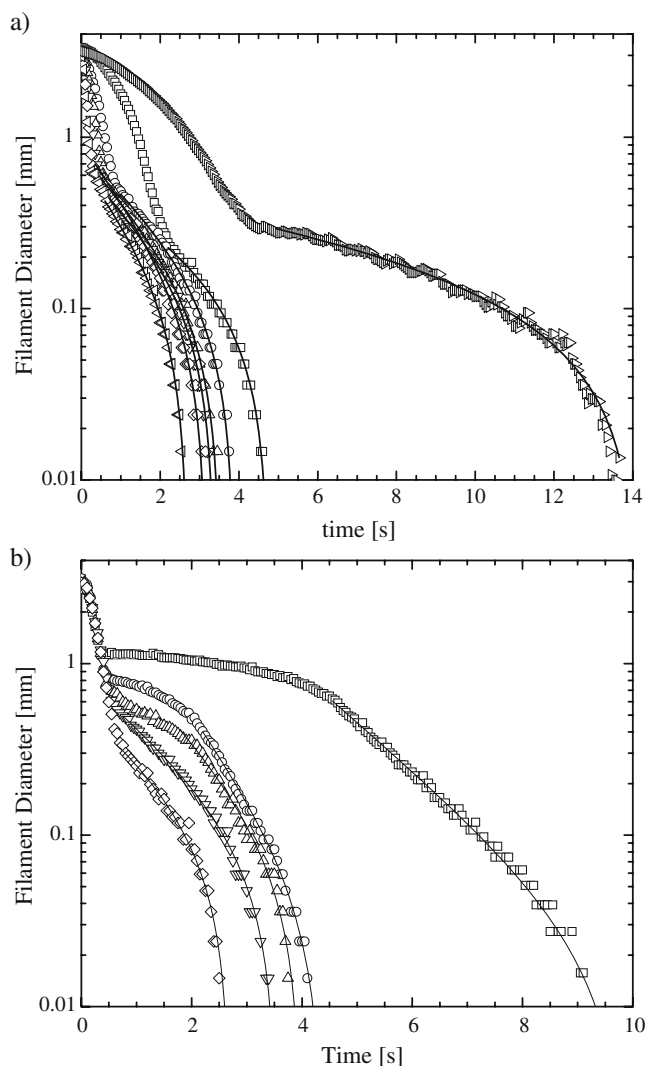 a)
1
0.1
0.01
Filament Diameter [mm]
0 2 4 6 8 10 12 14
time [s]
b)
1
0.1
0.01
Filament Diameter [mm]
0 2 4 6 8 10
Time [s]